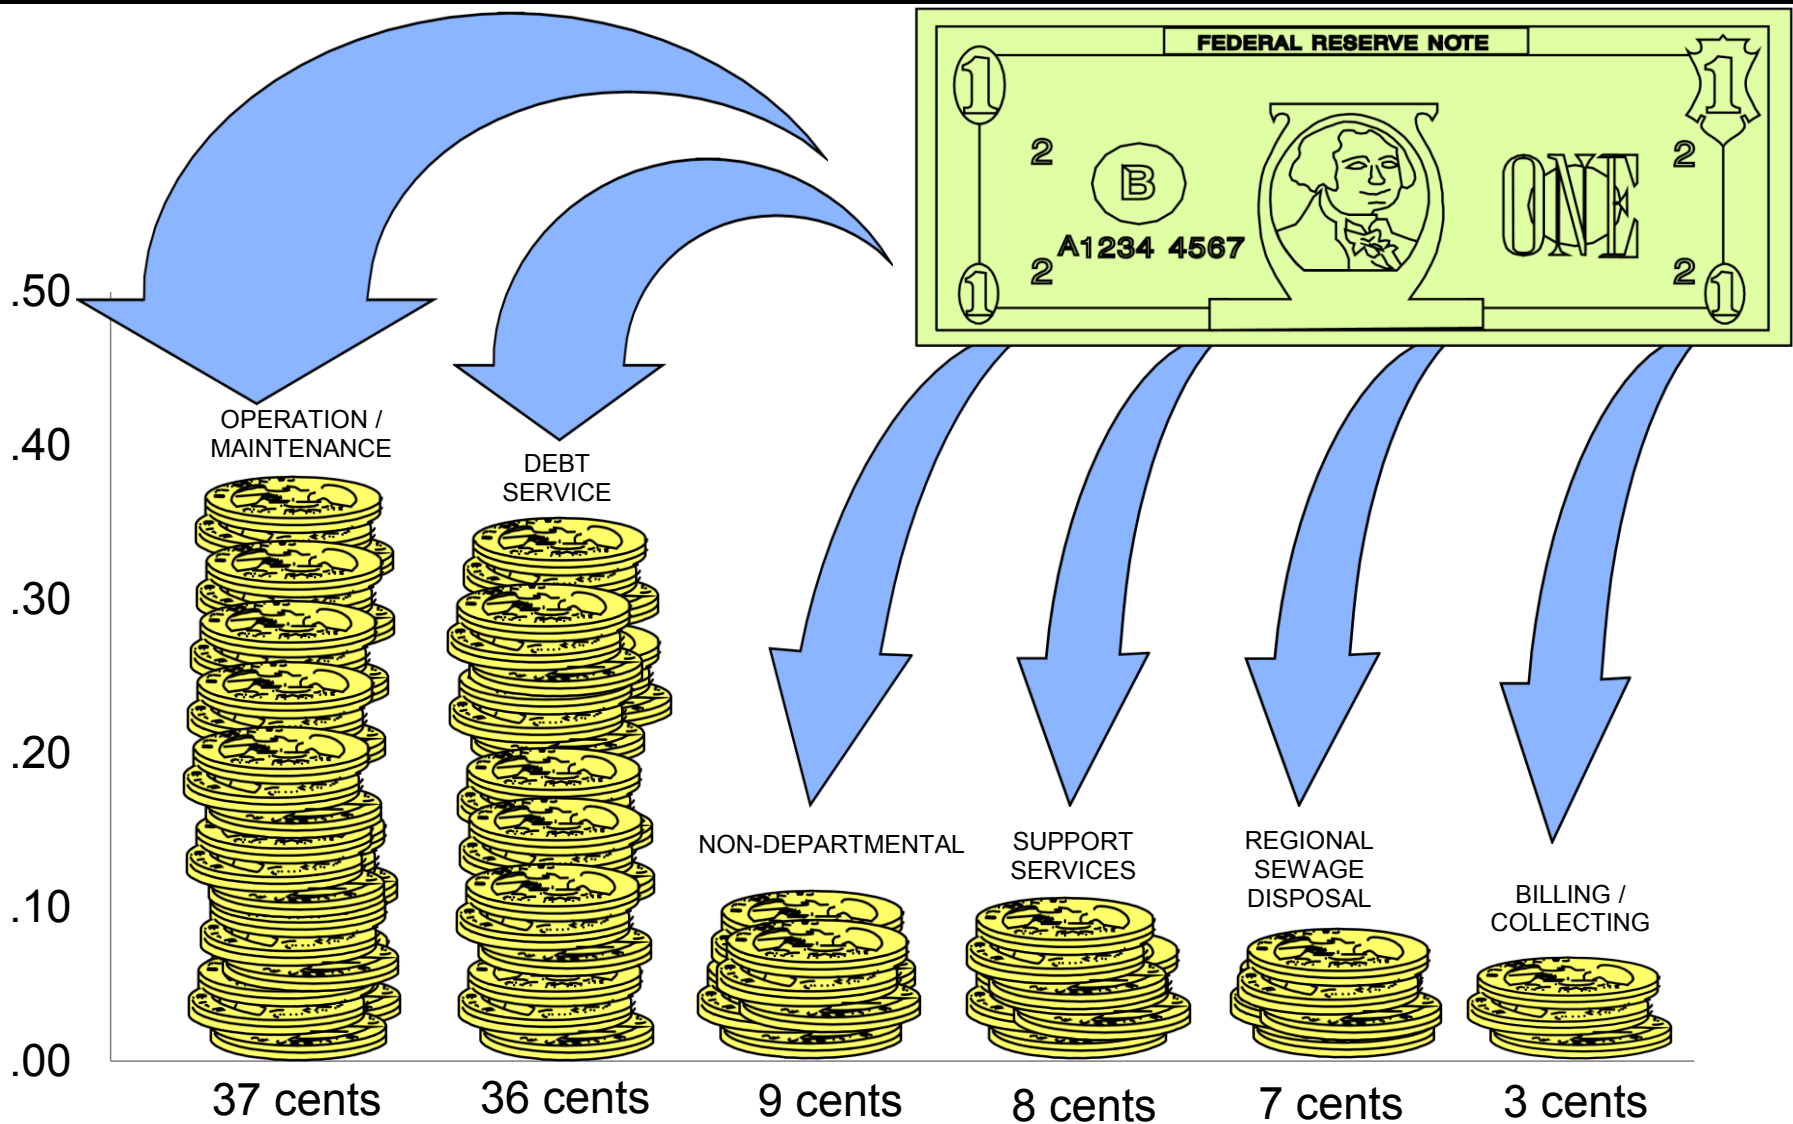 FEDERAL RESERVE NOTE
1
1
2
2
B
ONE
A1234 4567
2
2
1
1
.50
.40
.30
.20
.10
.00
OPERATION /
MAINTENANCE
DEBT
SERVICE
NON-DEPARTMENTAL
SUPPORT
SERVICES
REGIONAL
SEWAGE
DISPOSAL
BILLING /
COLLECTING
37 cents
36 cents
9 cents
8 cents
7 cents
3 cents